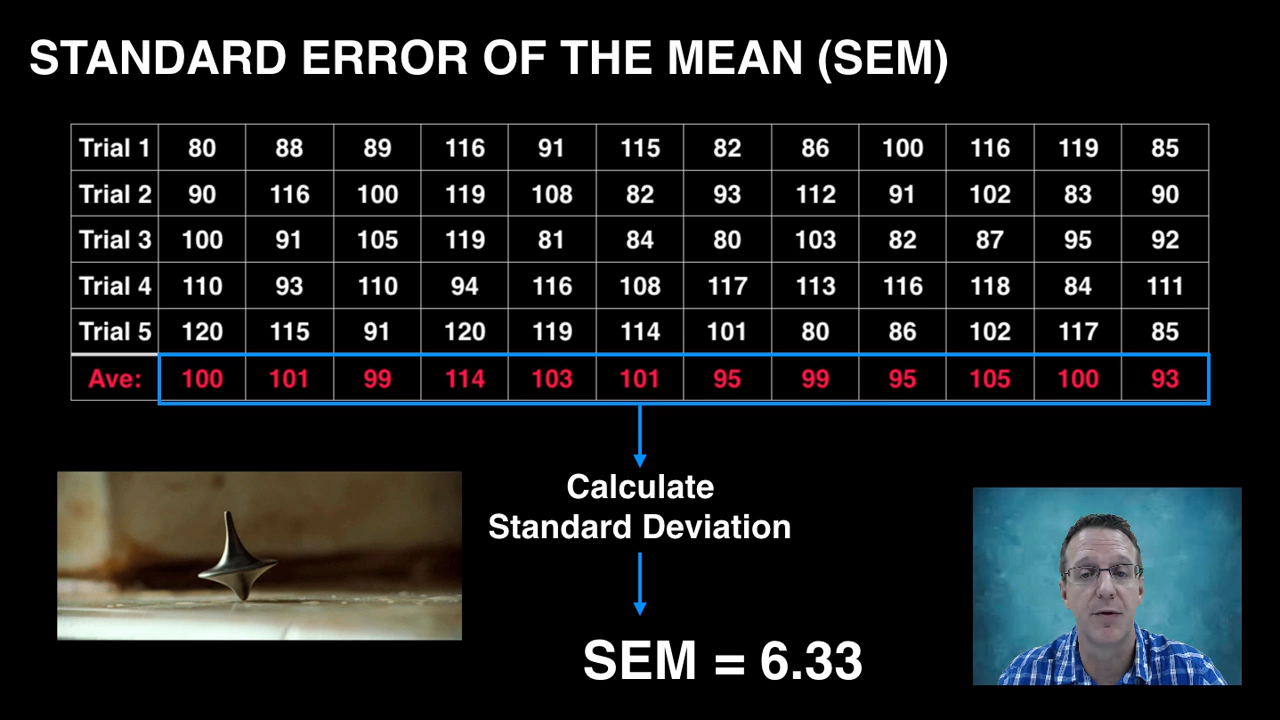 STANDARD ERROR OF THE MEAN (SEM)
Trial 1 80 88 89 116 91 115 82 86 100 116 119 85
Trial 2 90 116 100 119 108 82 93 112 91 102 83 90
Trial 3 100 91 105 119 81 84 80 103 82 87 95 92
Trial 4 110 93 110 94 116 108 117 113 116 118 84 111
Trial 5 120 115 91 120 119 114 101 80 86 102 117 85
Ave: 100 101 99 114 103 101 95 99 95 105 100 93
Calculate
Standard Deviation
SEM = 6.33